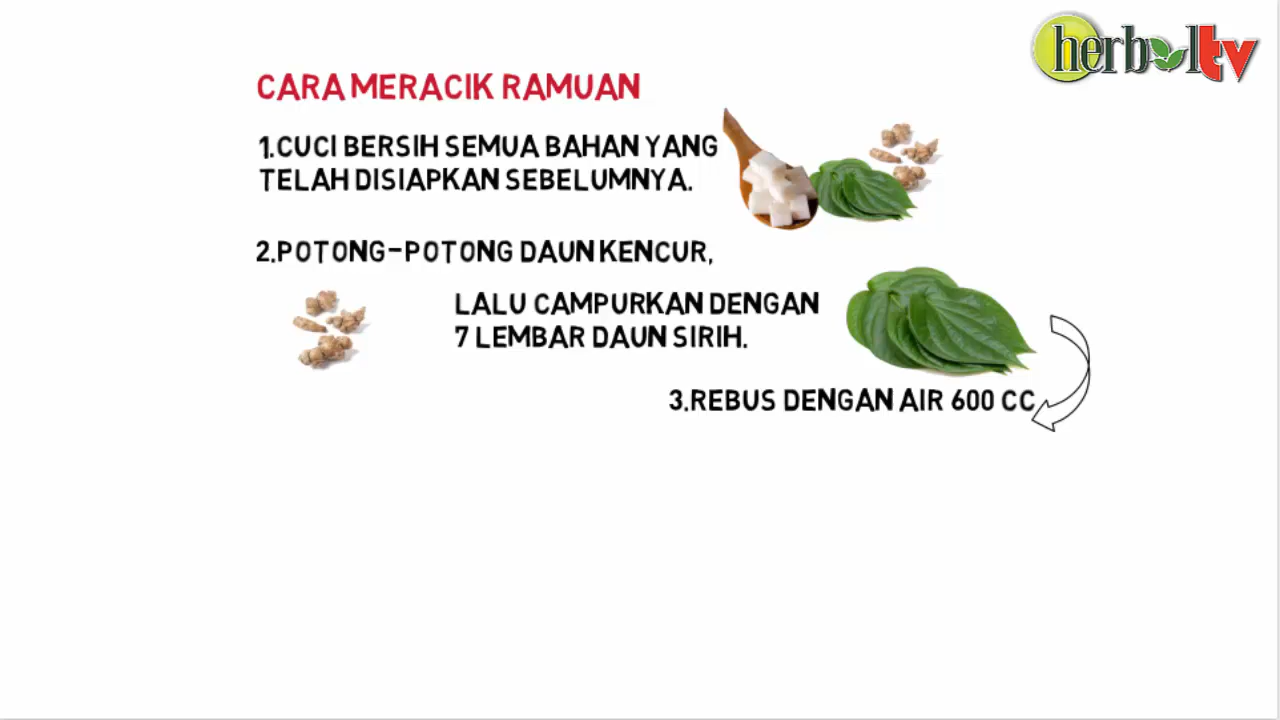 herbaltv
CARA MERACIK RAMUAN
1.CUCI BERSIH SEMUA BAHAN YANG
TELAH DISIAPKAN SEBELUMNYA.
2.POTONG-POTONG DAUN KENCUR,
LALU CAMPURKAN DENGAN
7 LEMBAR DAUN SIRIH.
3.REBUS DENGAN AIR 600 CC